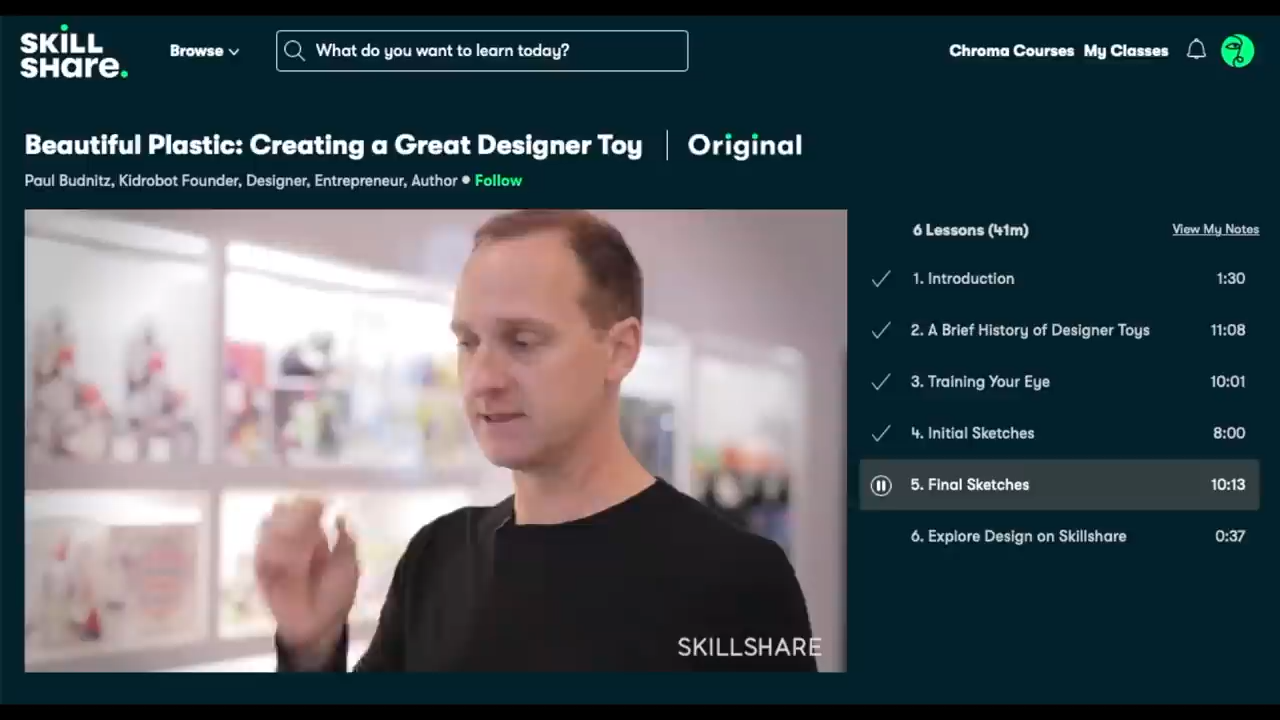 SKiLL
SHare.
Browse
What do you want to learn today?
Chroma Courses My Classes
Beautiful Plastic: Creating a Great Designer Toy | Original
Paul Budnitz, Kidrobot Founder, Designer, Entrepreneur, Author • Follow
6 Lessons (41m) View My Notes
1. Introduction 1:30
2. A Brief History of Designer Toys 11:08
3. Training Your Eye 10:01
4. Initial Sketches 8:00
5. Final Sketches 10:13
6. Explore Design on Skillshare 0:37
SKILLSHARE